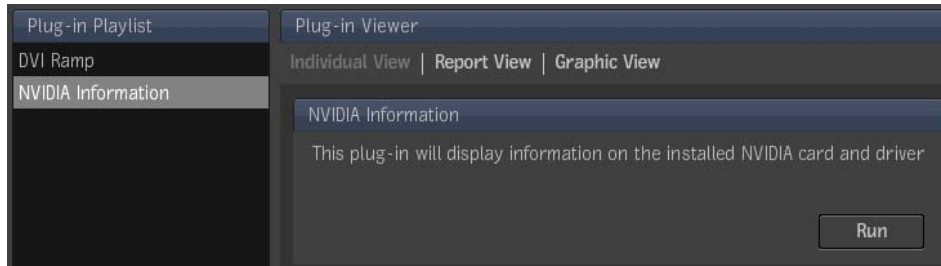 Plug-in Playlist
DVI Ramp
NVIDIA Information
Plug-in Viewer
Individual View | Report View | Graphic View
NVIDIA Information
This plug-in will display information on the installed NVIDIA card and driver
Run